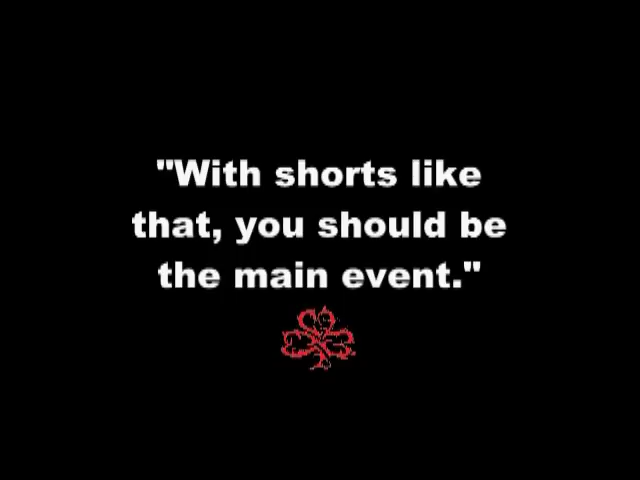 "With shorts like
that, you should be
the main event."